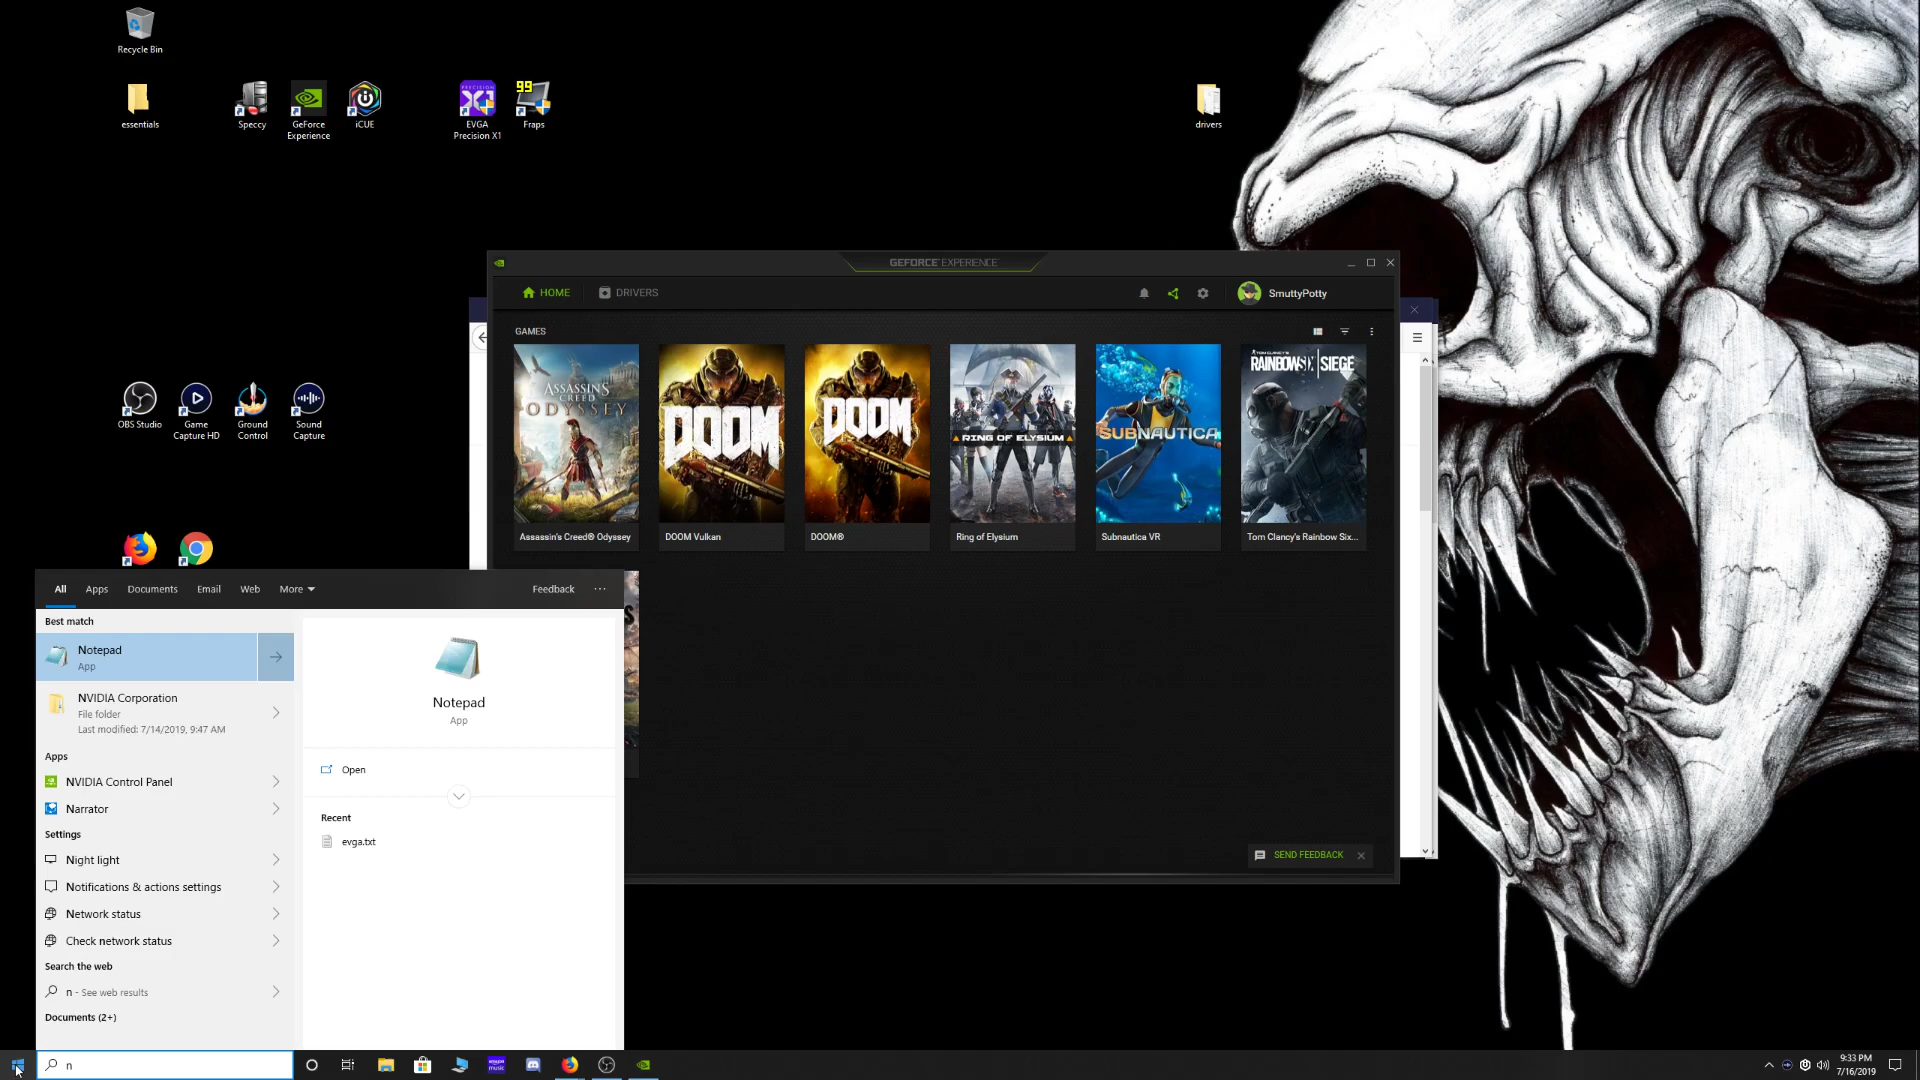 Recycle Bin
essentials
Speccy
GeForce
Experience
iCUE
EVGA
Precision X1
99
Fraps
drivers
OBS Studio
Game
Capture HD
Ground
Control
Sound
Capture
GEFORCE EXPERIENCE
HOME
DRIVERS
SmuttyPotty
GAMES
ASSASSIN'S
CREED
ODYSSEY
DOOM
DOOM
RING OF ELYSIUM
SUBNAUTICA
TOM CLANCY'S
RAINBOW SIX | SIEGE
Assassin's Creed® Odyssey
DOOM Vulkan
DOOM®
Ring of Elysium
Subnautica VR
Tom Clancy's Rainbow Six...
SEND FEEDBACK
All
Apps
Documents
Email
Web
More
Feedback
...
Best match
Notepad
App
NVIDIA Corporation
File folder
Last modified: 7/14/2019, 9:47 AM
Apps
NVIDIA Control Panel
Narrator
Settings
Night light
Notifications & actions settings
Network status
Check network status
Search the web
n - See web results
Documents (2+)
Notepad
App
Open
Recent
evga.txt
n
amazon
music
9:33 PM
7/16/2019